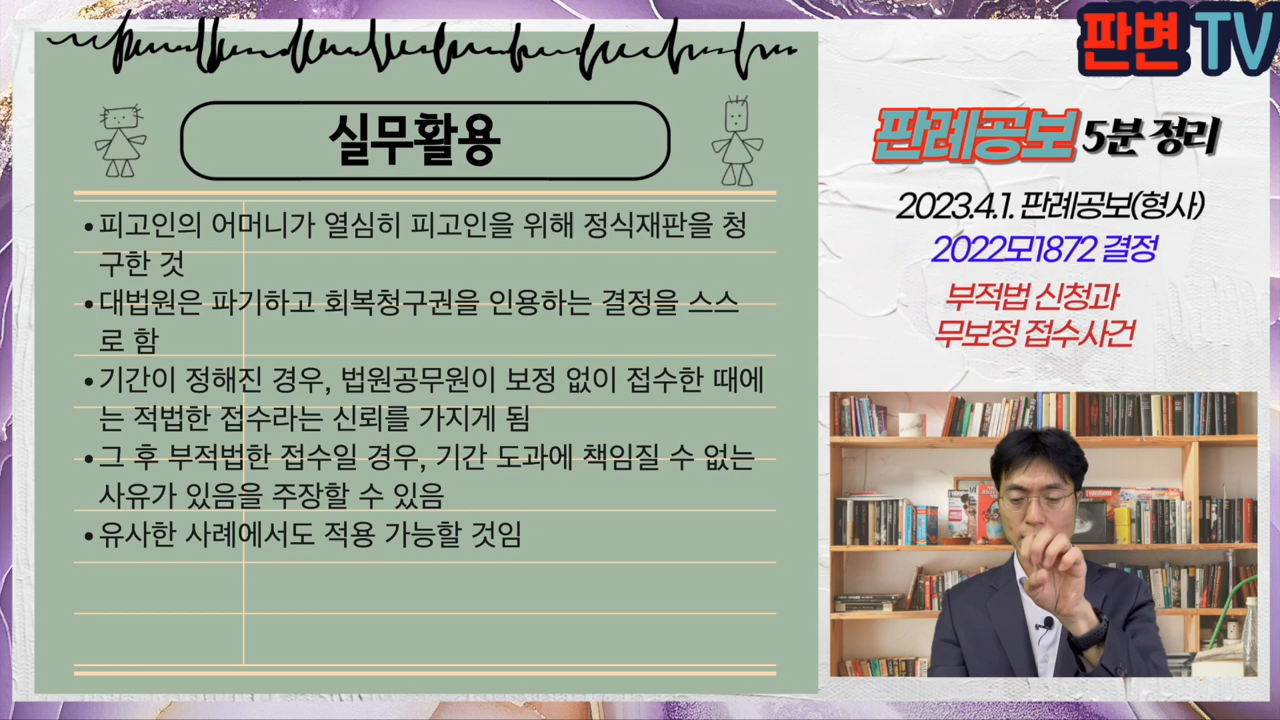 판변 TV
실무활용
• 피고인의 어머니가 열심히 피고인을 위해 정식재판을 청
구한 것
• 대법원은 파기하고 회복청구권을 인용하는 결정을 스스
로 함
• 기간이 정해진 경우, 법원공무원이 보정 없이 접수한 때에
는 적법한 접수라는 신뢰를 가지게 됨
• 그 후 부적법한 접수일 경우, 기간 도과에 책임질 수 없는
사유가 있음을 주장할 수 있음
• 유사한 사례에서도 적용 가능할 것임
판례공보 5분 정리
2023.4.1. 판례공보(형사)
2022모1872 결정
부적법 신청과
무보정 접수사건